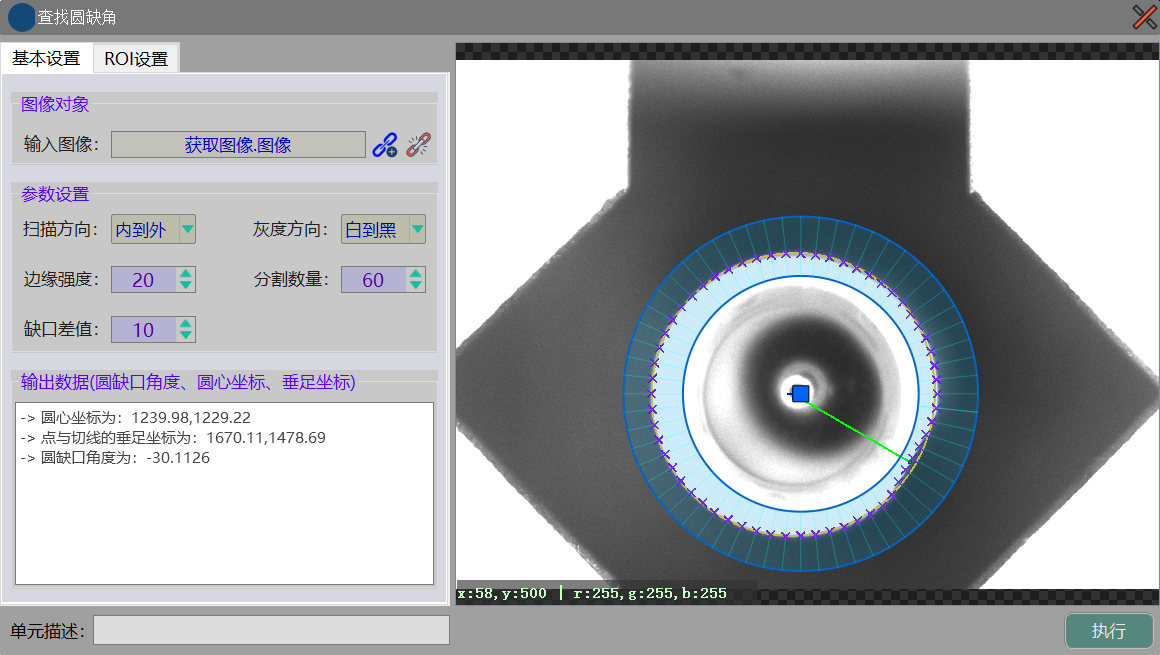 查找圆缺角
基本设置 ROI设置
图像对象
输入图像： 获取图像.图像
参数设置
扫描方向： 内到外 灰度方向： 白到黑
边缘强度： 20 分割数量： 60
缺口差值： 10
输出数据(圆缺口角度、圆心坐标、垂足坐标)
-> 圆心坐标为：1239.98,1229.22
-> 点与切线的垂足坐标为：1670.11,1478.69
-> 圆缺口角度为：-30.1126
x:58,y:500 | r:255,g:255,b:255
单元描述： 执行